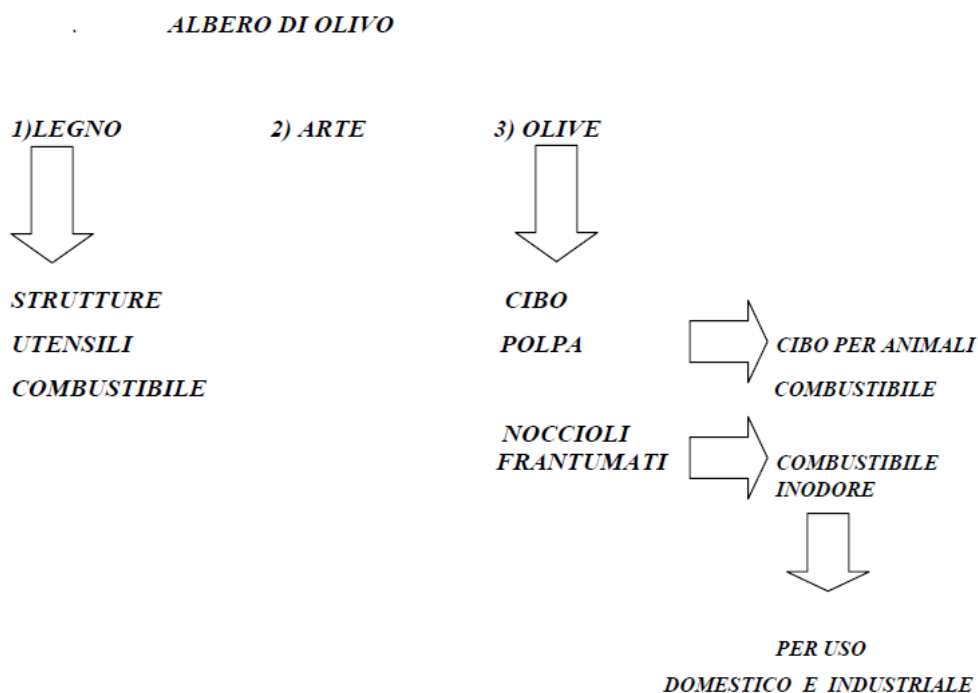 . ALBERO DI OLIVO
1)LEGNO 2) ARTE 3) OLIVE
STRUTTURE CIBO
UTENSILI POLPA CIBO PER ANIMALI
COMBUSTIBILE COMBUSTIBILE
NOCCIOLI
FRANTUMATI COMBUSTIBILE
INODORE
PER USO
DOMESTICO E INDUSTRIALE